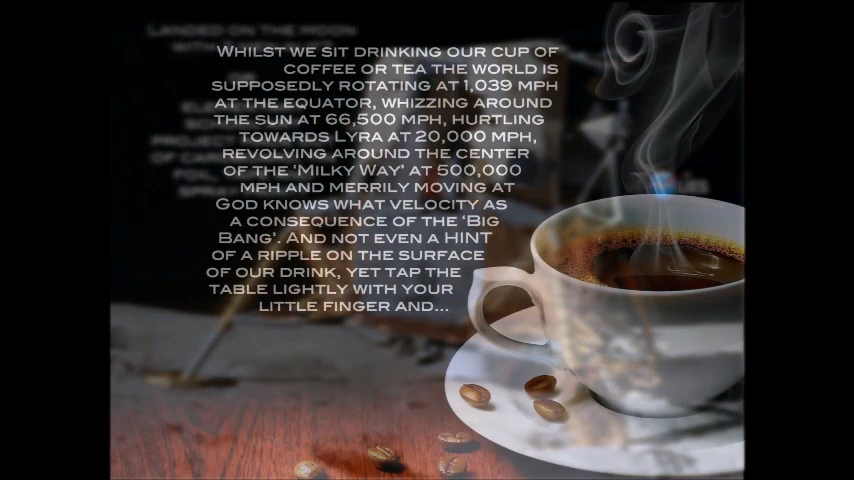 LANDED ON THE MOON
WHILST WE SIT DRINKING OUR CUP OF
COFFEE OR TEA THE WORLD IS
SUPPOSEDLY ROTATING AT 1,039 MPH
AT THE EQUATOR, WHIZZING AROUND
THE SUN AT 66,500 MPH, HURTLING
TOWARDS LYRA AT 20,000 MPH,
REVOLVING AROUND THE CENTER
OF THE ‘MILKY WAY’ AT 500,000
MPH AND MERRILY MOVING AT
GOD KNOWS WHAT VELOCITY AS
A CONSEQUENCE OF THE ‘BIG
BANG’. AND NOT EVEN A HINT
OF A RIPPLE ON THE SURFACE
OF OUR DRINK, YET TAP THE
TABLE LIGHTLY WITH YOUR
LITTLE FINGER AND...